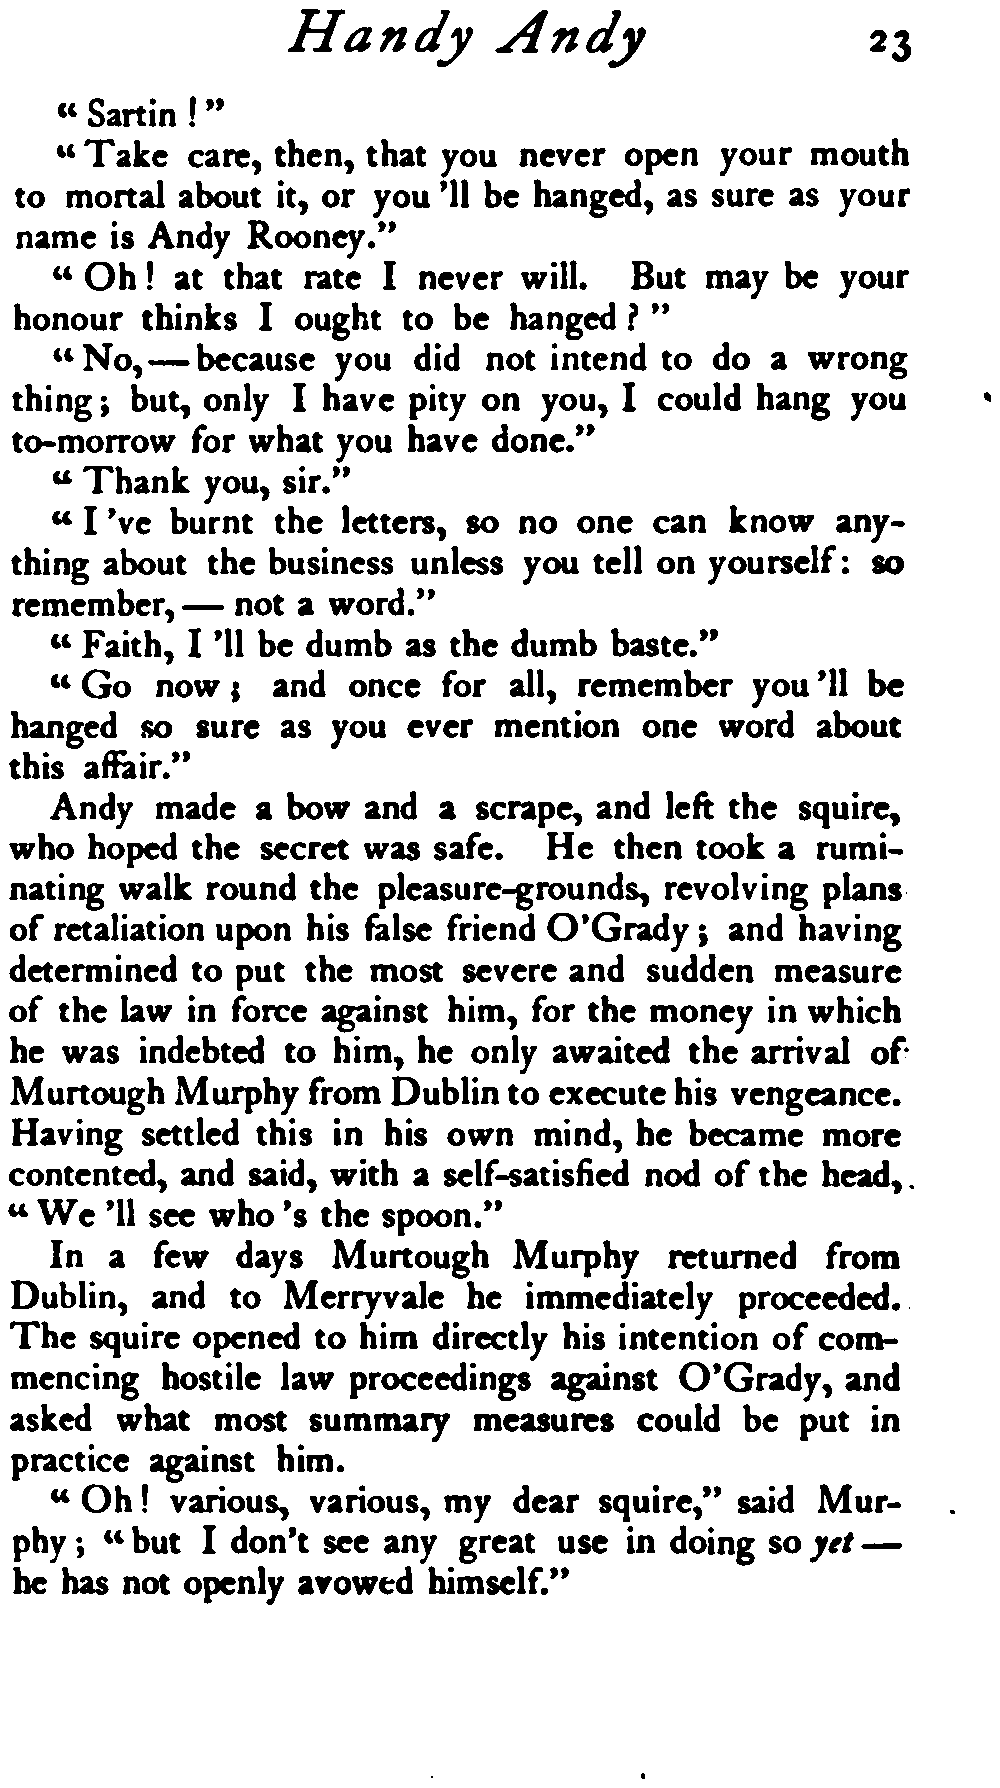 Handy Andy 23
" Sartin ! "
" Take care, then, that you never open your mouth
to mortal about it, or you 'll be hanged, as sure as your
name is Andy Rooney."
" Oh ! at that rate I never will. But may be your
honour thinks I ought to be hanged ? "
" No, — because you did not intend to do a wrong
thing ; but, only I have pity on you, I could hang you
to-morrow for what you have done."
" Thank you, sir."
" I 've burnt the letters, so no one can know any-
thing about the business unless you tell on yourself : so
remember, — not a word."
" Faith, I 'll be dumb as the dumb baste."
" Go now ; and once for all, remember you 'll be
hanged so sure as you ever mention one word about
this affair."
Andy made a bow and a scrape, and left the squire,
who hoped the secret was safe. He then took a rumi-
nating walk round the pleasure-grounds, revolving plans
of retaliation upon his false friend O'Grady ; and having
determined to put the most severe and sudden measure
of the law in force against him, for the money in which
he was indebted to him, he only awaited the arrival of
Murtough Murphy from Dublin to execute his vengeance.
Having settled this in his own mind, he became more
contented, and said, with a self-satisfied nod of the head,
" We 'll see who 's the spoon."
In a few days Murtough Murphy returned from
Dublin, and to Merryvale he immediately proceeded.
The squire opened to him directly his intention of com-
mencing hostile law proceedings against O'Grady, and
asked what most summary measures could be put in
practice against him.
" Oh ! various, various, my dear squire," said Mur-
phy ; " but I don't see any great use in doing so yet —
he has not openly avowed himself."